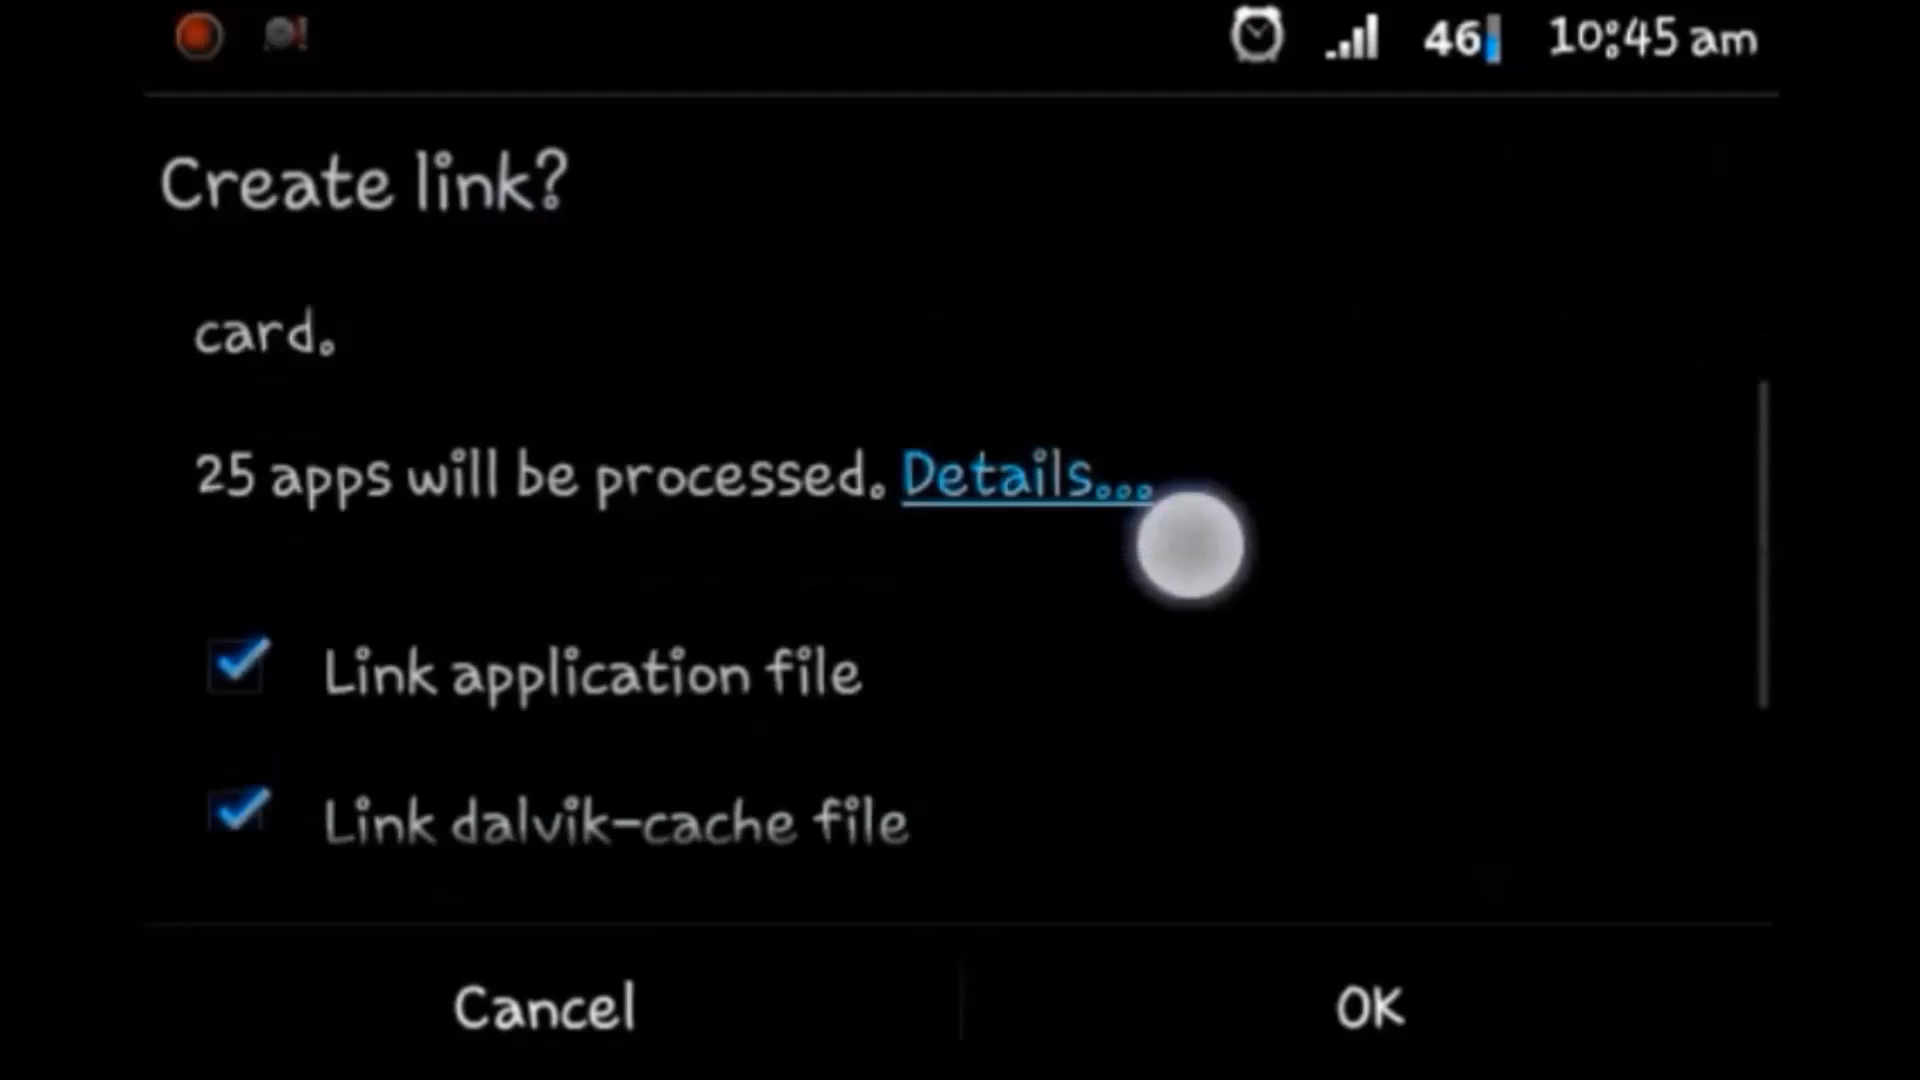 46 10:45 am
Create link?
card.
25 apps will be processed. Details...
Link application file
Link dalvik-cache file
Cancel OK